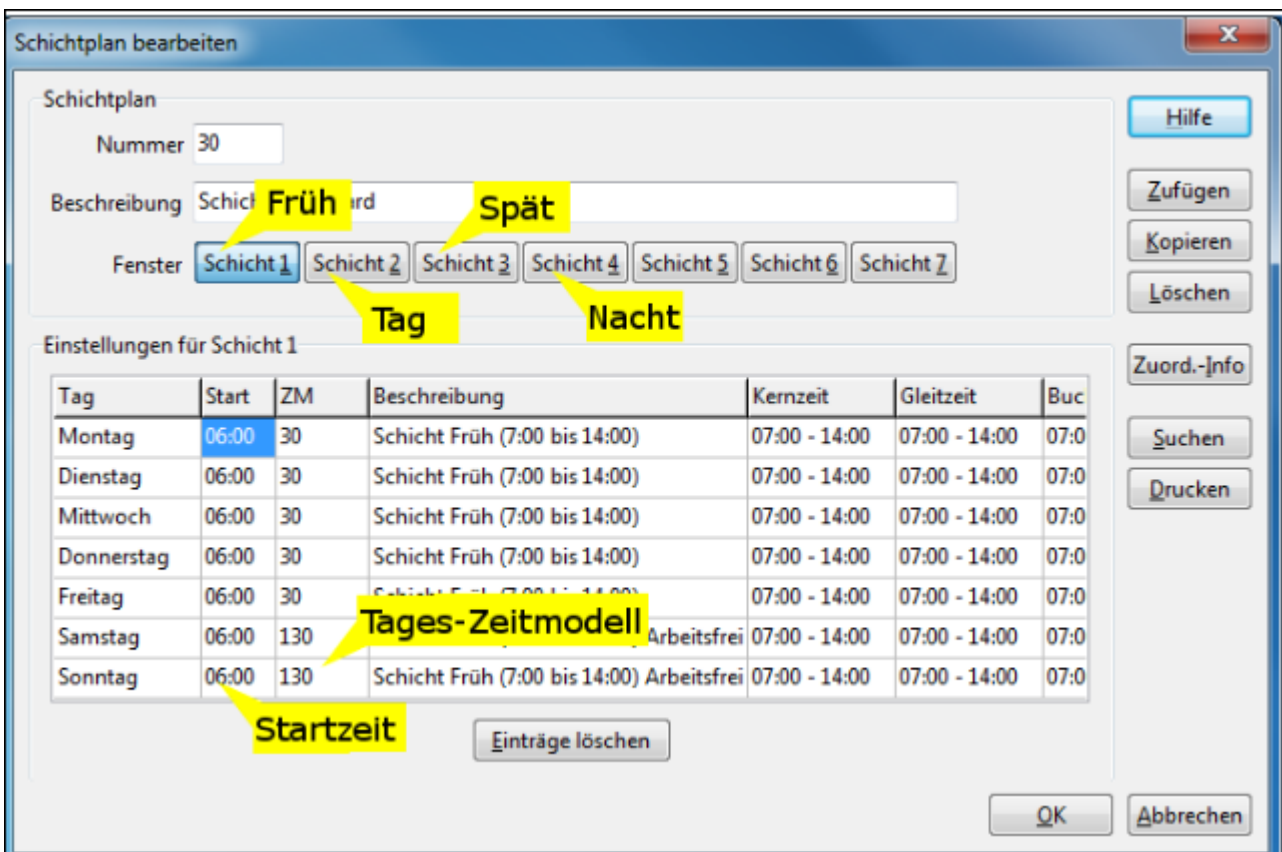 Schichtplan bearbeiten
Schichtplan
Hilfe
Nummer 30
Beschreibung
Früh
Spät
Zufügen
Fenster Schicht 1 Schicht 2 Schicht 3 Schicht 4 Schicht 5 Schicht 6 Schicht 7
Kopieren
Tag
Nacht
Löschen
Einstellungen für Schicht 1
Zuord.-Info
Tag Start ZM Beschreibung Kernzeit Gleitzeit Buc
Montag 06:00 30 Schicht Früh (7:00 bis 14:00) 07:00 - 14:00 07:00 - 14:00 07:0
Suchen
Dienstag 06:00 30 Schicht Früh (7:00 bis 14:00) 07:00 - 14:00 07:00 - 14:00 07:0
Drucken
Mittwoch 06:00 30 Schicht Früh (7:00 bis 14:00) 07:00 - 14:00 07:00 - 14:00 07:0
Donnerstag 06:00 30 Schicht Früh (7:00 bis 14:00) 07:00 - 14:00 07:00 - 14:00 07:0
Freitag 06:00 30 07:00 - 14:00 07:00 - 14:00 07:0
Tages-Zeitmodell
Samstag 06:00 130 Arbeitsfrei 07:00 - 14:00 07:00 - 14:00 07:0
Sonntag 06:00 130 Schicht Früh (7:00 bis 14:00) Arbeitsfrei 07:00 - 14:00 07:00 - 14:00 07:0
Startzeit
Einträge löschen
OK Abbrechen